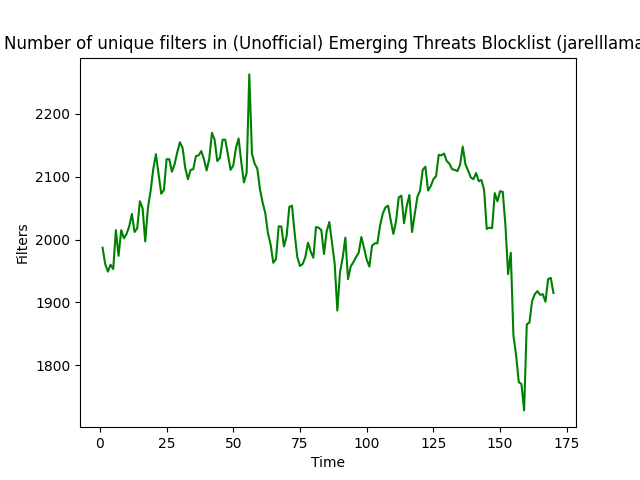 Number of unique filters in (Unofficial) Emerging Threats Blocklist (jarelllama
2200
2100
2000
1900
1800
Filters
0 25 50 75 100 125 150 175
Time